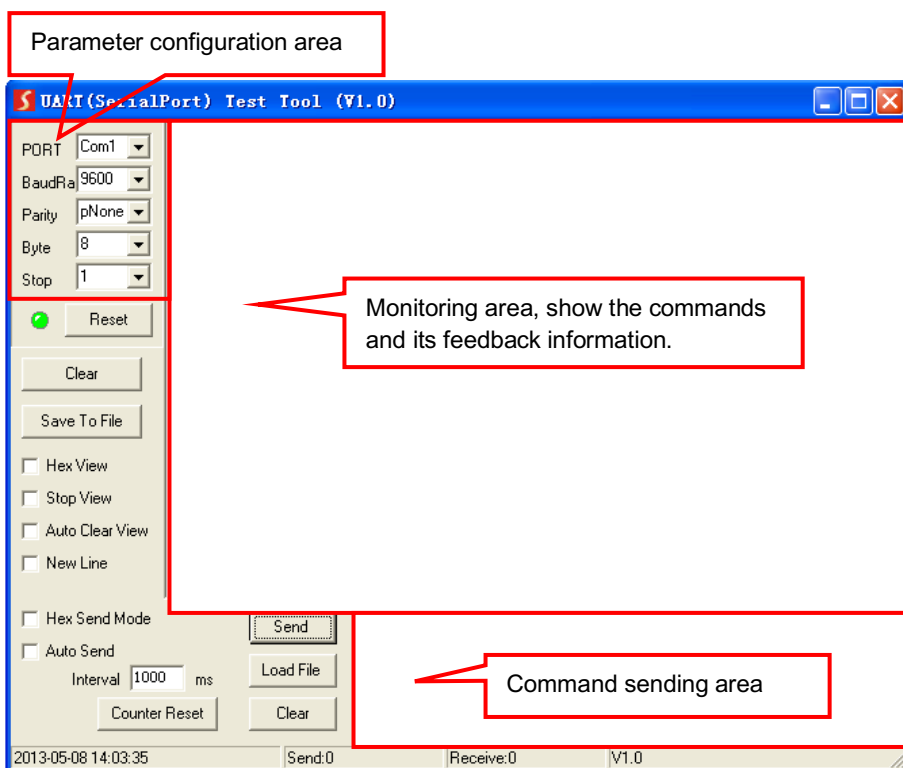 Parameter configuration area
UART(SerialPort) Test Tool (V1.0)
PORT Com1
BaudRa 9600
Parity pNone
Byte 8
Stop 1
Reset
Monitoring area, show the commands
and its feedback information.
Clear
Save To File
Hex View
Stop View
Auto Clear View
New Line
Hex Send Mode
Send
Auto Send
Interval 1000 ms
Load File
Command sending area
Counter Reset
Clear
2013-05-08 14:03:35 Send:0 Receive:0 V1.0